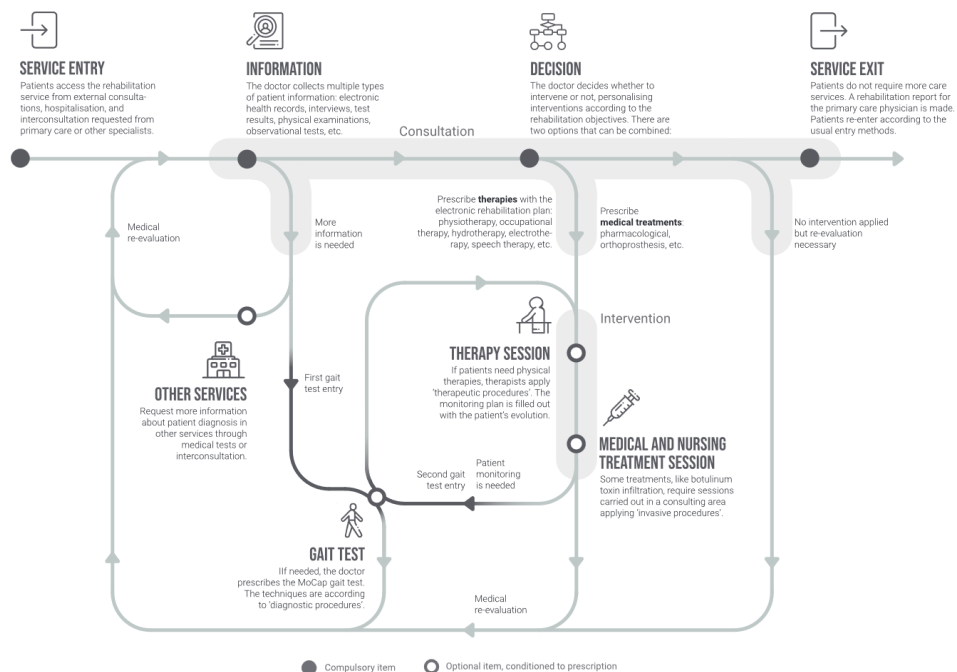 SERVICE ENTRY
Patients access the rehabilitation
service from external consulta-
tions, hospitalisation, and
interconsultation requested from
primary care or other specialists.
INFORMATION
The doctor collects multiple types
of patient information: electronic
health records, interviews, test
results, physical examinations,
observational tests, etc.
DECISION
The doctor decides whether to
intervene or not, personalising
interventions according to the
rehabilitation objectives. There are
two options that can be combined:
SERVICE EXIT
Patients do not require more care
services. A rehabilitation report for
the primary care physician is made.
Patients re-enter according to the
usual entry methods.
Consultation
Medical
re-evaluation
More
information
is needed
Prescribe therapies with the
electronic rehabilitation plan:
physiotherapy, occupational
therapy, hydrotherapy, electrothe-
rapy, speech therapy, etc.
Prescribe
medical treatments:
pharmacological,
orthoprosthesis, etc.
No intervention applied
but re-evaluation
necessary
Intervention
THERAPY SESSION
If patients need physical
therapies, therapists apply
'therapeutic procedures'. The
monitoring plan is filled out
with the patient's evolution.
OTHER SERVICES
Request more information
about patient diagnosis in
other services through
medical tests or
interconsultation.
First gait
test entry
MEDICAL AND NURSING
TREATMENT SESSION
Some treatments, like botulinum
toxin infiltration, require sessions
carried out in a consulting area
applying 'invasive procedures'.
Second gait
test entry
Patient
monitoring
is needed
GAIT TEST
IIf needed, the doctor
prescribes the MoCap gait test.
The techniques are according
to 'diagnostic procedures'.
Medical
re-evaluation
Compulsory item
Optional item, conditioned to prescription